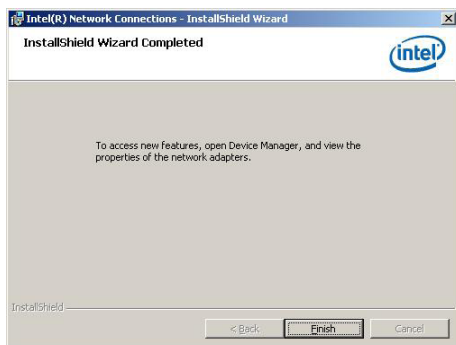 Intel(R) Network Connections - InstallShield Wizard
InstallShield Wizard Completed
intel
To access new features, open Device Manager, and view the
properties of the network adapters.
InstallShield
< Back
Finish
Cancel